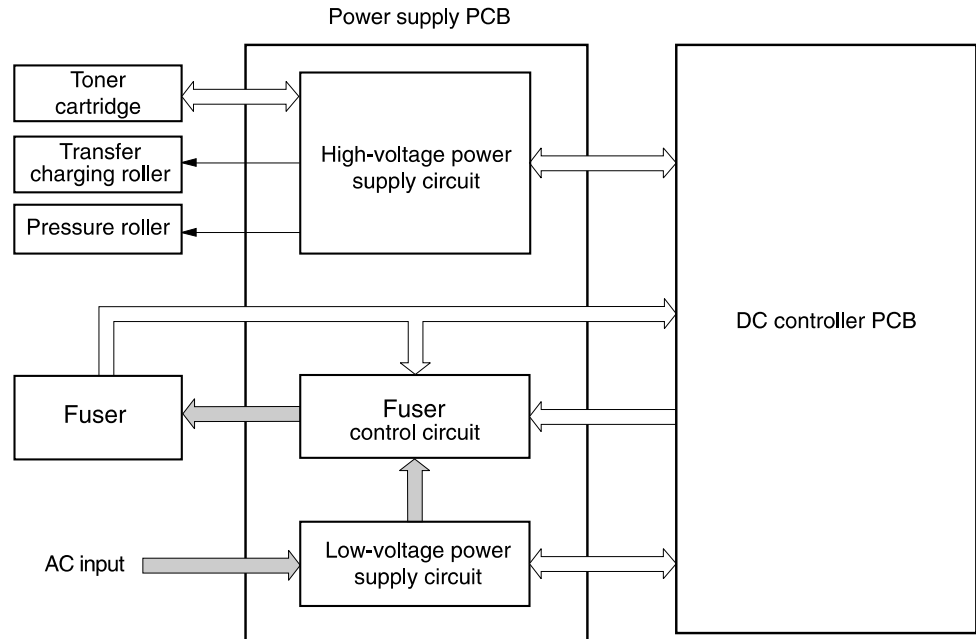 Power supply PCB
Toner
cartridge
Transfer
charging roller
Pressure roller
High-voltage power
supply circuit
DC controller PCB
Fuser
Fuser
control circuit
AC input
Low-voltage power
supply circuit